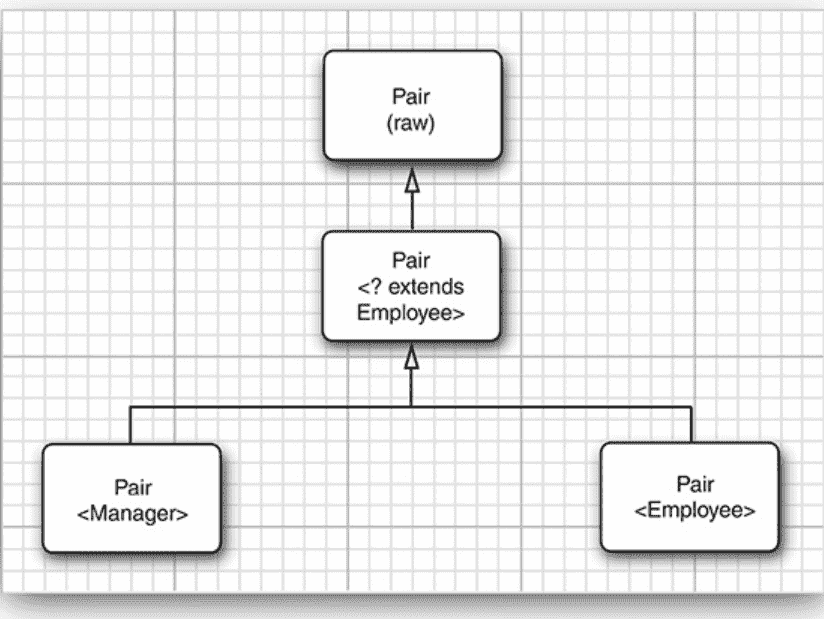 Pair
(raw)
Pair
<? extends
Employee>
Pair
<Manager>
Pair
<Employee>